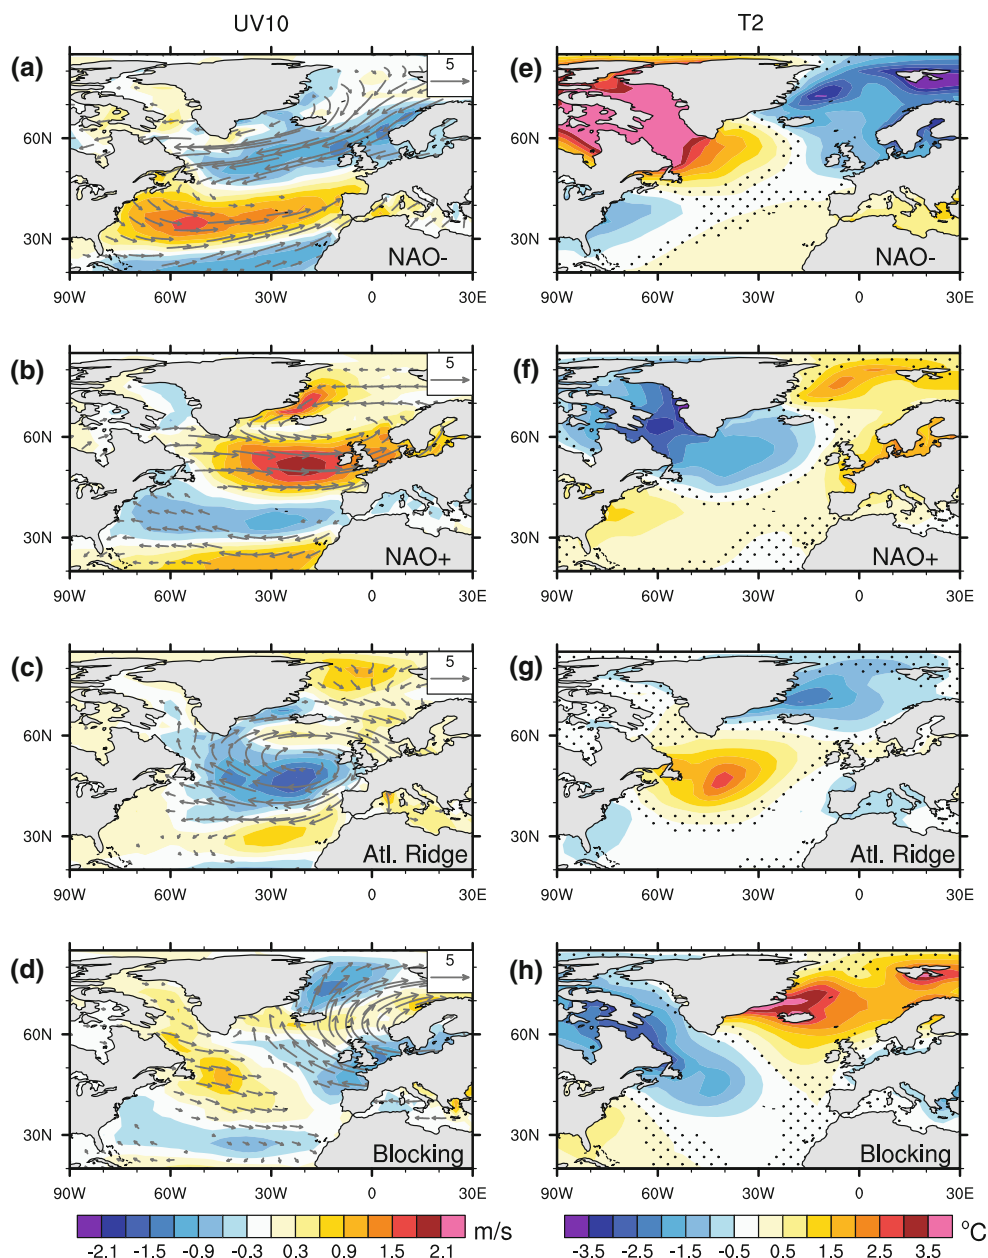 UV10 T2
(a) 5 (e)
60N 60N
30N NAO- 30N NAO-
90W 60W 30W 0 30E 90W 60W 30W 0 30E
(b) 5 (f)
60N 60N
30N NAO+ 30N NAO+
90W 60W 30W 0 30E 90W 60W 30W 0 30E
(c) 5 (g)
60N 60N
30N Atl. Ridge 30N Atl. Ridge
90W 60W 30W 0 30E 90W 60W 30W 0 30E
(d) 5 (h)
60N 60N
30N Blocking 30N Blocking
90W 60W 30W 0 30E 90W 60W 30W 0 30E
m/s °C
-2.1 -1.5 -0.9 -0.3 0.3 0.9 1.5 2.1 -3.5 -2.5 -1.5 -0.5 0.5 1.5 2.5 3.5